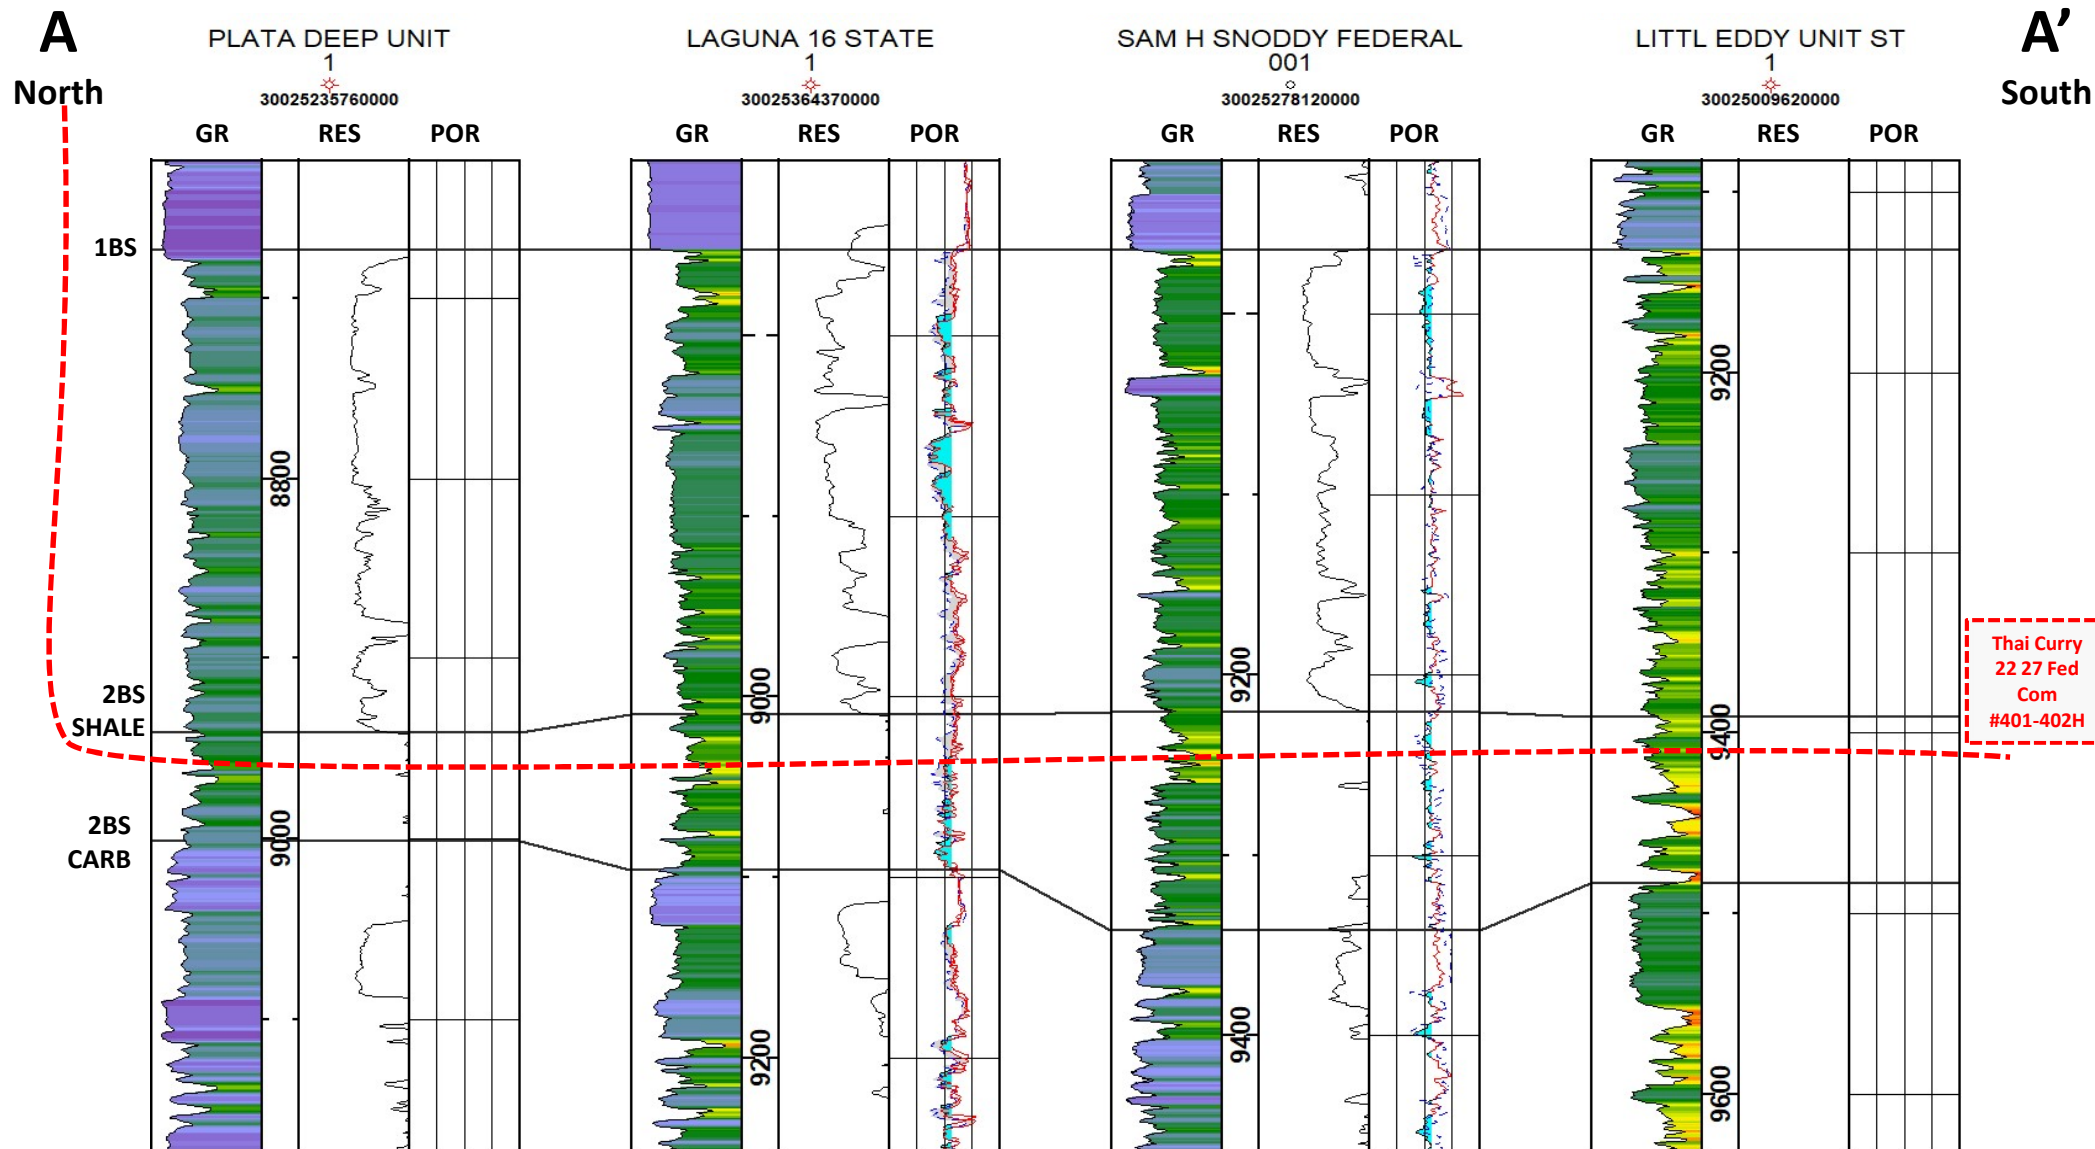 A
A’
North
South
PLATA DEEP UNIT
1
30025235760000
LAGUNA 16 STATE
1
30025364370000
SAM H SNODDY FEDERAL
001
30025278120000
LITTL EDDY UNIT ST
1
30025009620000
GR RES POR
GR RES POR
GR RES POR
GR RES POR
1BS
2BS
SHALE
2BS
CARB
8800
9000
9000
9200
9200
9400
9200
9400
9600
Thai Curry
22 27 Fed
Com
#401-402H